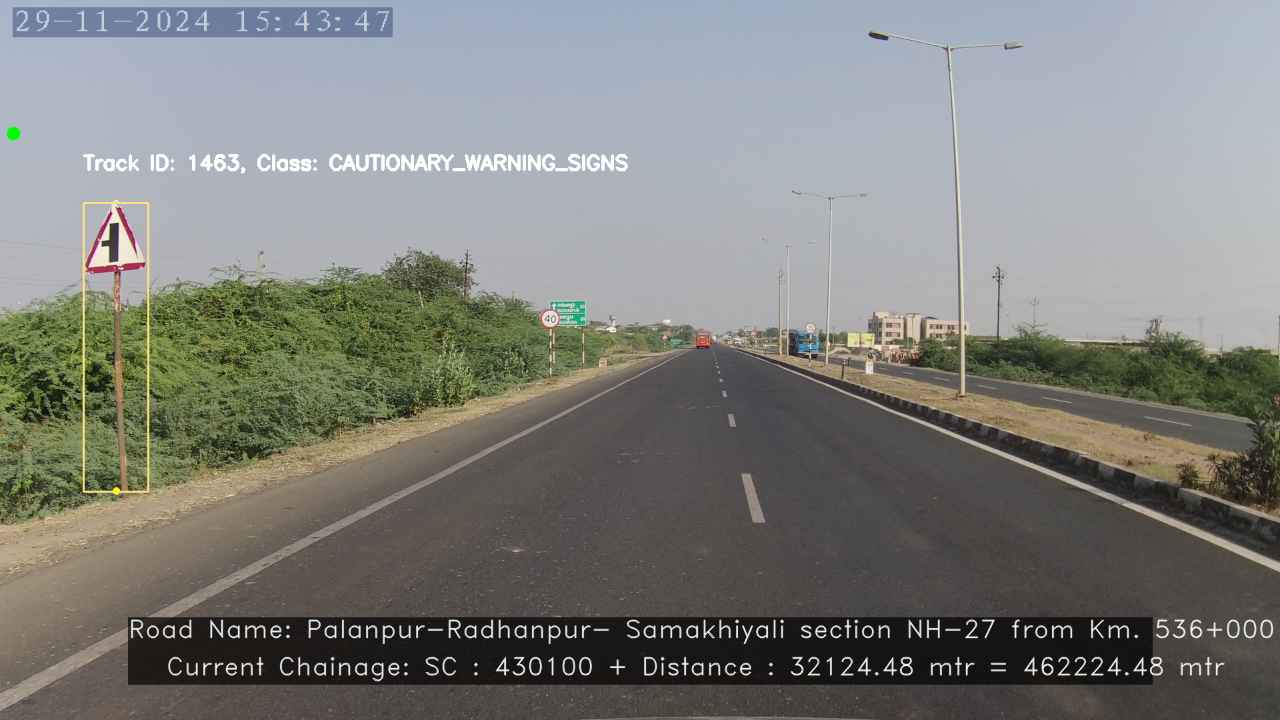 29-11-2024 15:43:47
Track ID: 1463, Class: CAUTIONARY_WARNING_SIGNS
40
Road Name: Palanpur-Radhanpur- Samakhiyali section NH-27 from Km. 536+000
Current Chainage: SC : 430100 + Distance : 32124.48 mtr = 462224.48 mtr